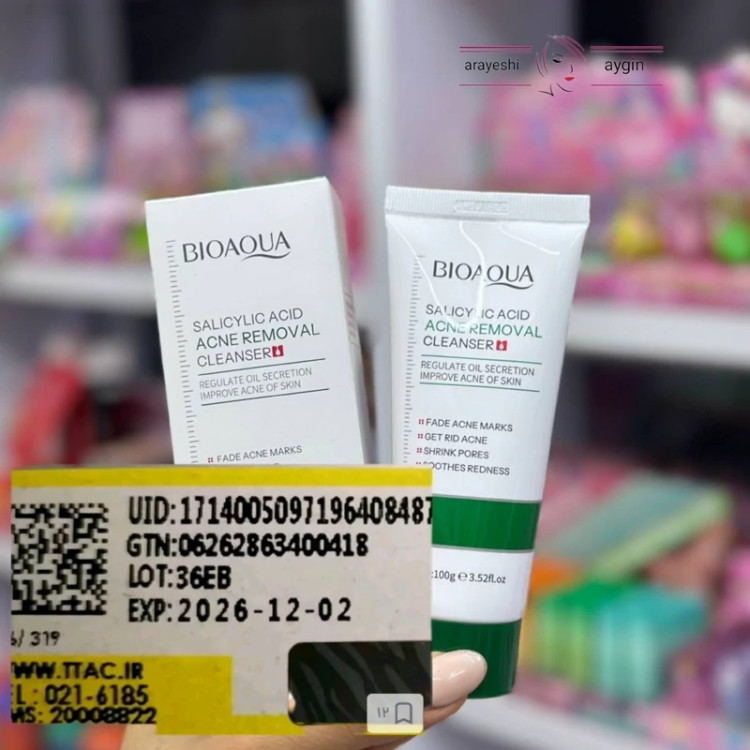 arayeshi aygin
BIOAQUA
SALICYLIC ACID
ACNE REMOVAL
CLEANSER
REGULATE OIL SECRETION
IMPROVE ACNE OF SKIN
FADE ACNE MARKS
BIOAQUA
SALICYLIC ACID
ACNE REMOVAL
CLEANSER
REGULATE OIL SECRETION
IMPROVE ACNE OF SKIN
FADE ACNE MARKS
GET RID ACNE
SHRINK PORES
SOOTHES REDNESS
:100g ℮ 3.52fl.oz
UID:1714005097196408487
GTN:06262863400418
LOT:36EB
EXP:2026-12-02
/319
WW.TTAC.IR
L: 021-6185
MS: 20008822
۱۲